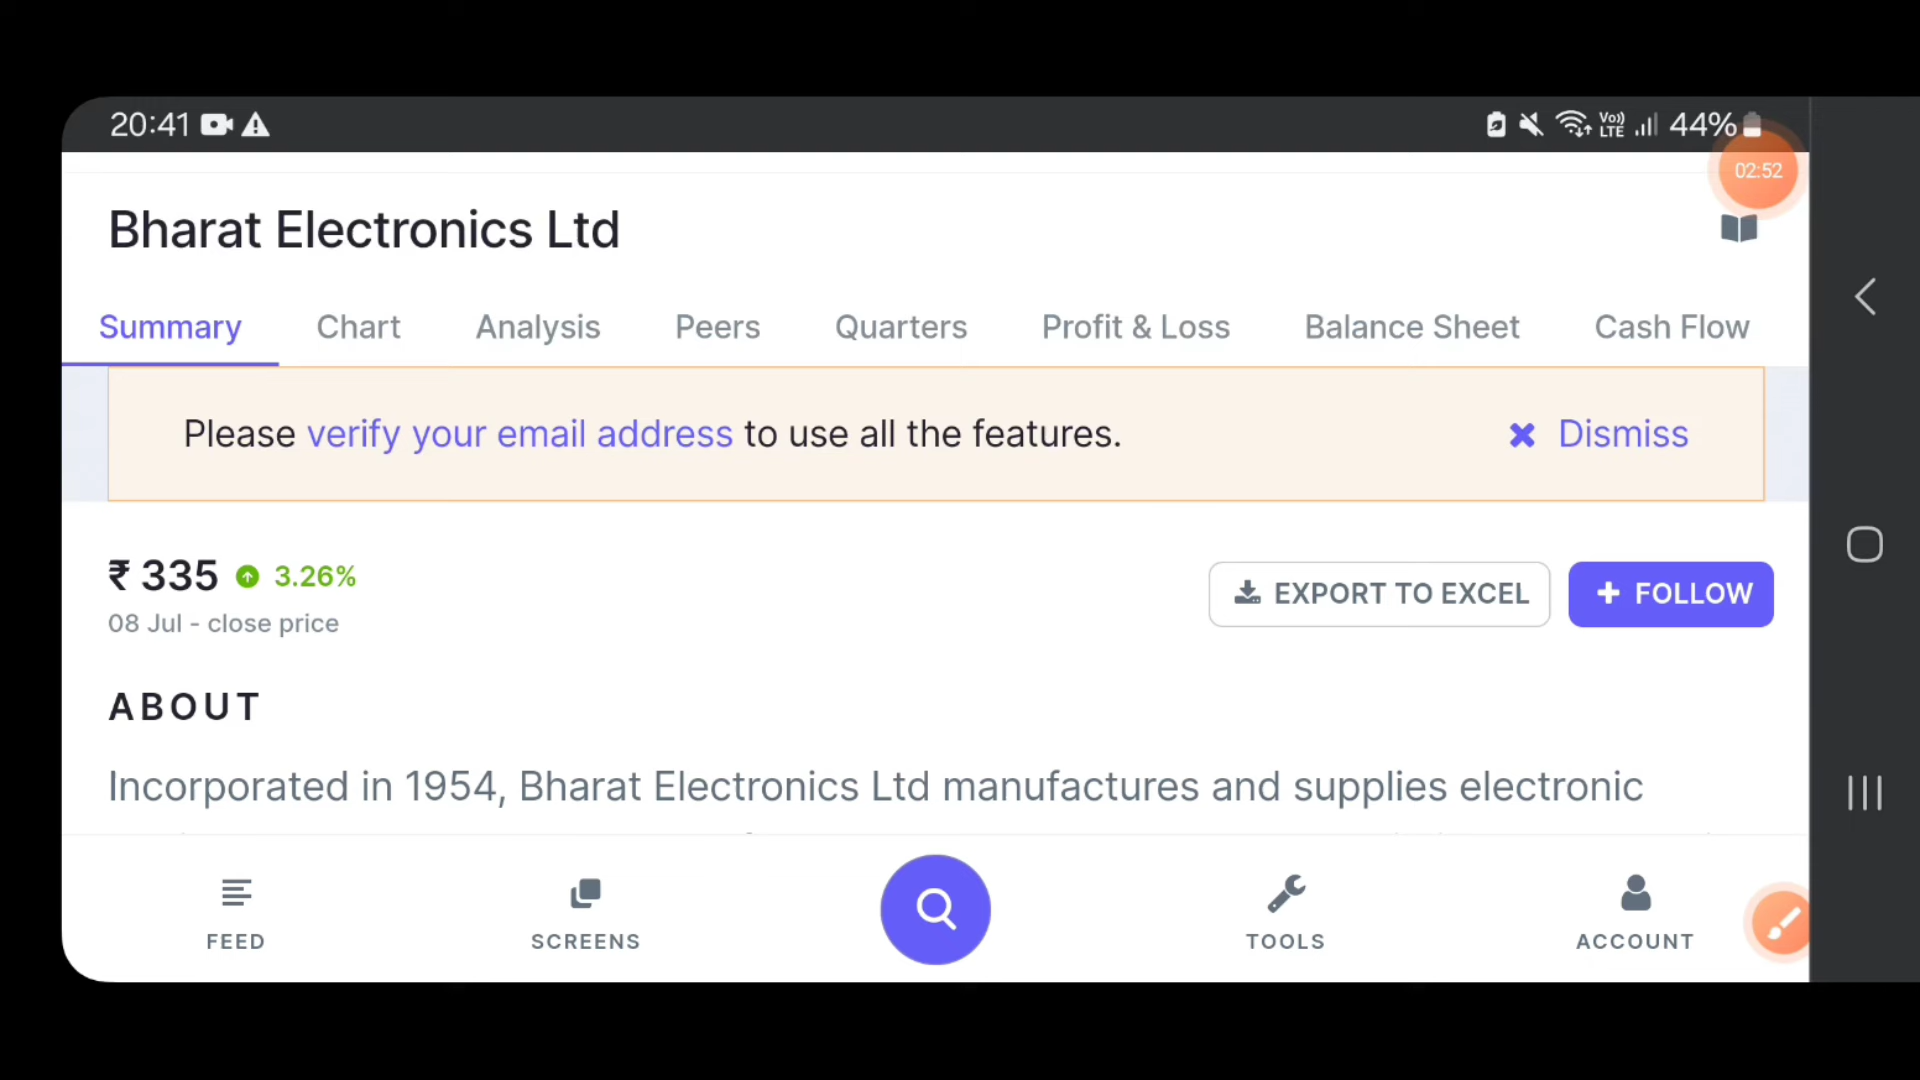 20:41 Vo)) LTE 44%
02:52
Bharat Electronics Ltd
Summary Chart Analysis Peers Quarters Profit & Loss Balance Sheet Cash Flow
Please verify your email address to use all the features. Dismiss
₹ 335 3.26%
08 Jul - close price
EXPORT TO EXCEL + FOLLOW
ABOUT
Incorporated in 1954, Bharat Electronics Ltd manufactures and supplies electronic
FEED SCREENS TOOLS ACCOUNT